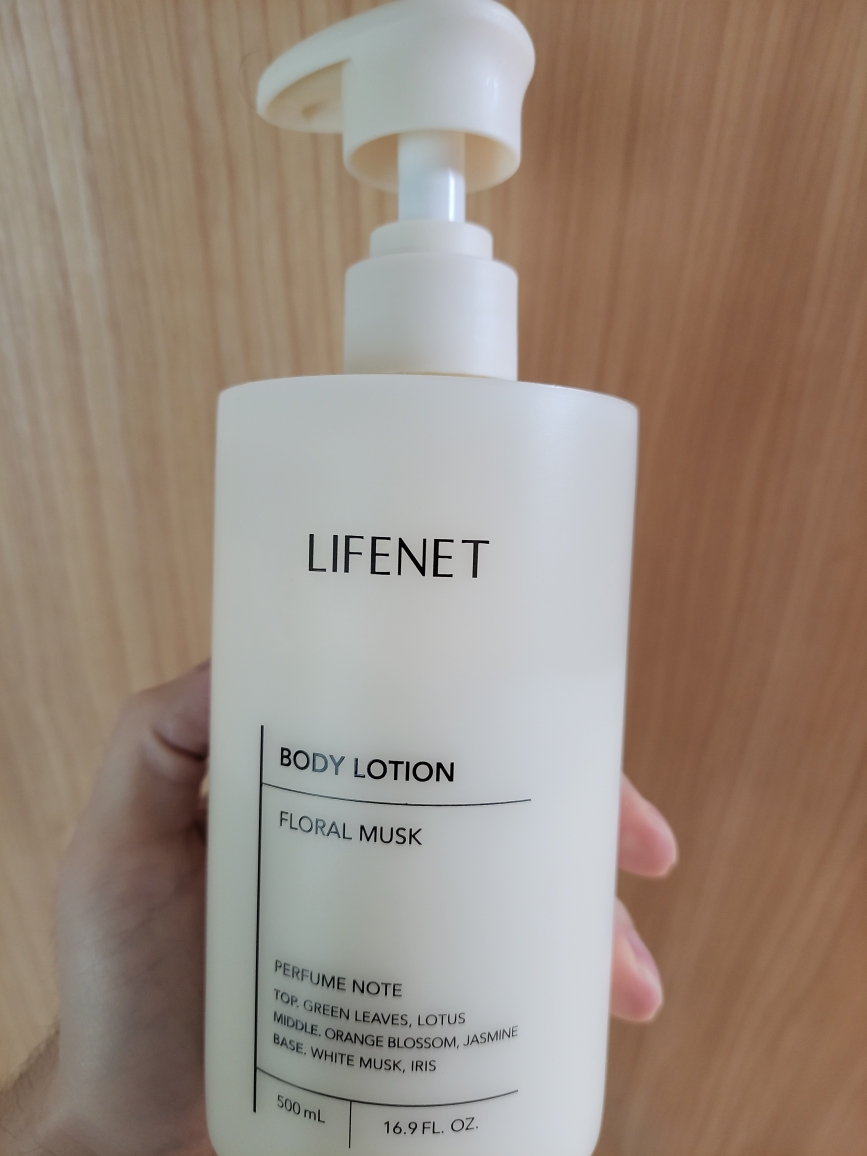 LIFENET
BODY LOTION
FLORAL MUSK
PERFUME NOTE
TOP. GREEN LEAVES, LOTUS
MIDDLE. ORANGE BLOSSOM, JASMINE
BASE. WHITE MUSK, IRIS
500 mL
16.9 FL. OZ.